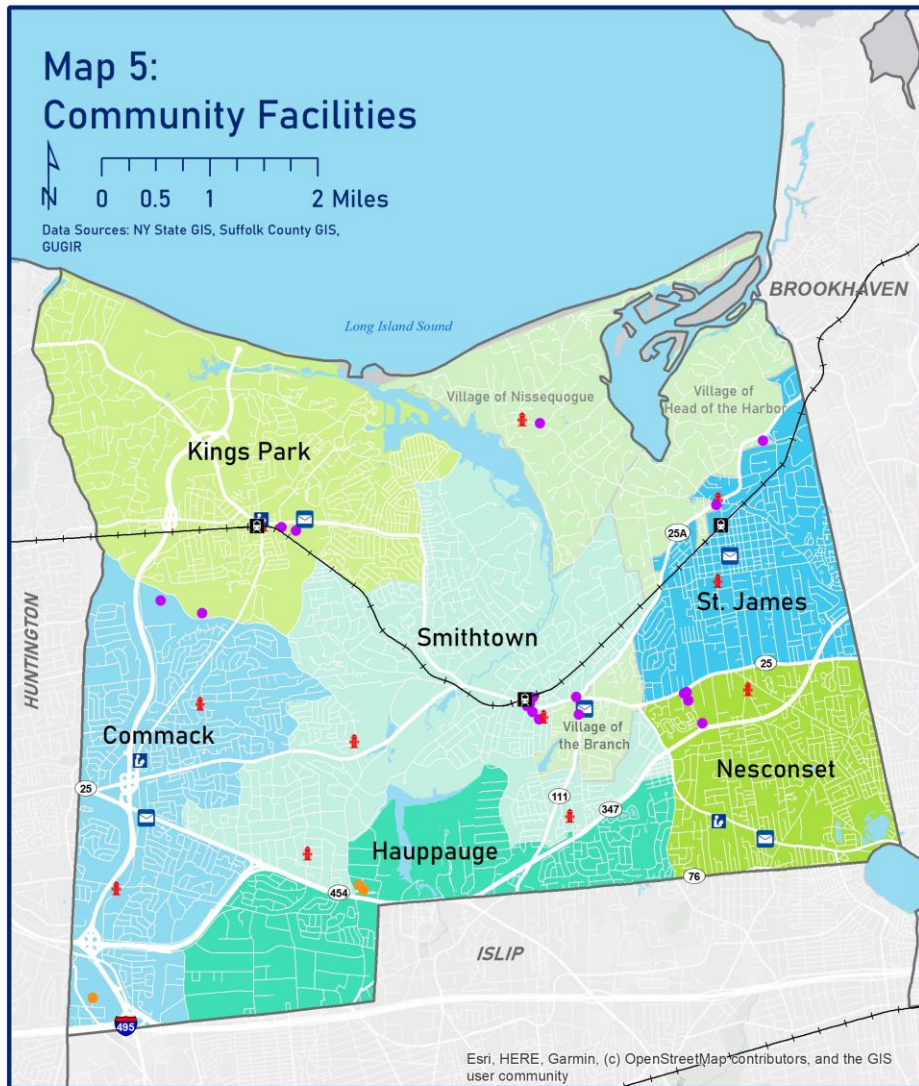 Map 5:
Community Facilities
N
0 0.5 1 2 Miles
Data Sources: NY State GIS, Suffolk County GIS,
GUGIR
BROOKHAVEN
Long Island Sound
Village of Nissequogue
Village of
Head of the Harbor
Kings Park
25A
St. James
HUNTINGTON
Smithtown
25
Commack
Village of
the Branch
Nesconset
25
111
347
Hauppauge
76
454
ISLIP
495
Esri, HERE, Garmin, (c) OpenStreetMap contributors, and the GIS
user community